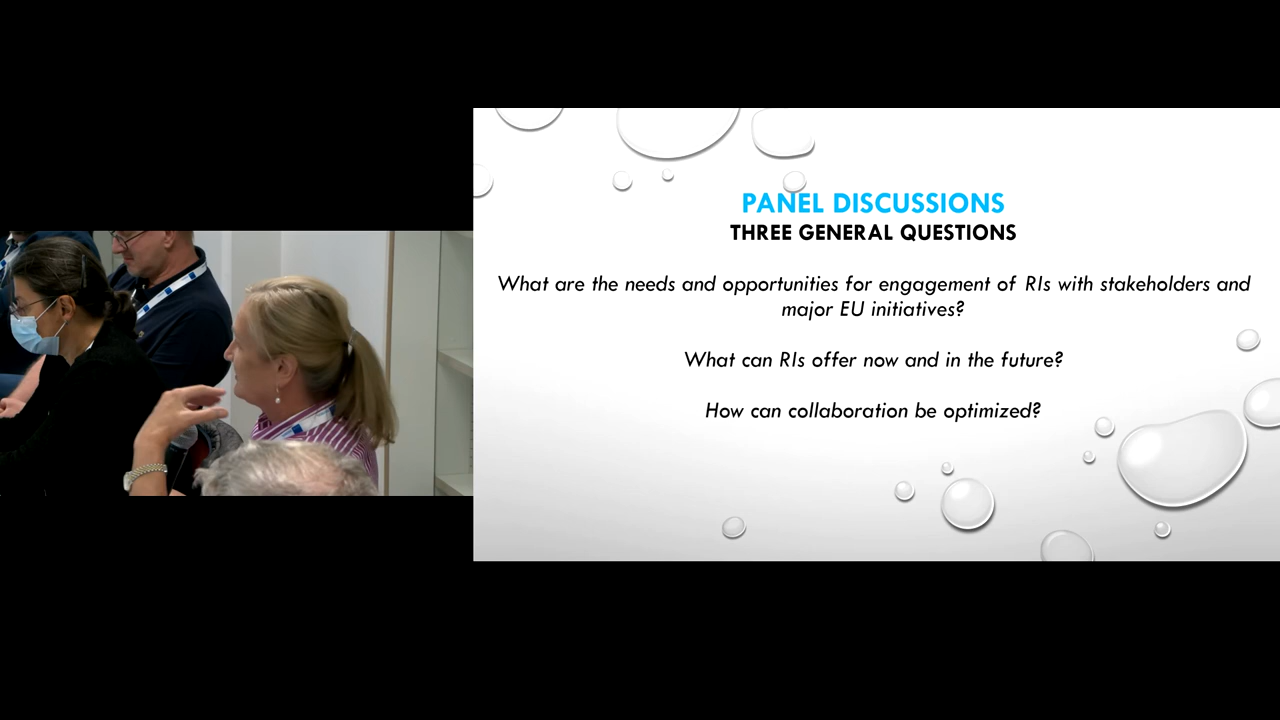 PANEL DISCUSSIONS
THREE GENERAL QUESTIONS
What are the needs and opportunities for engagement of RIs with stakeholders and
major EU initiatives?
What can RIs offer now and in the future?
How can collaboration be optimized?